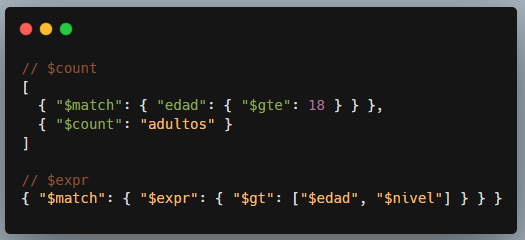 // $count
[
  { "$match": { "edad": { "$gte": 18 } } },
  { "$count": "adultos" }
]
// $expr
{ "$match": { "$expr": { "$gt": ["$edad", "$nivel"] } } }